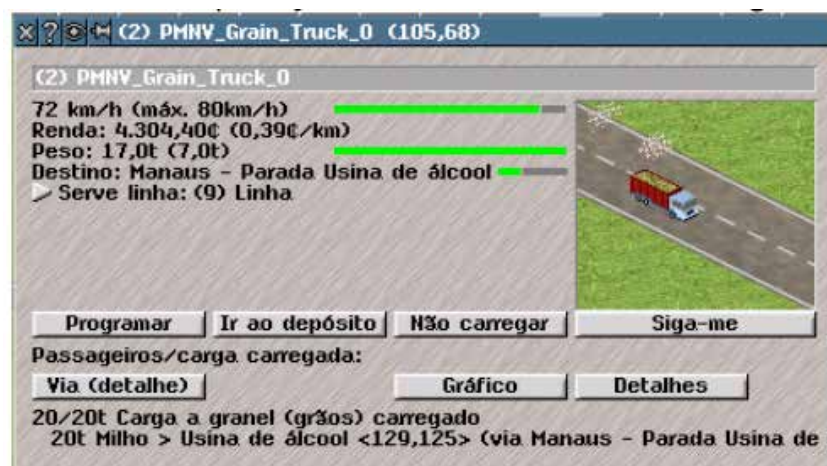 (2) PMNV_Grain_Truck_0 (105,68)
(2) PMNV_Grain_Truck_0
72 km/h (máx. 80km/h)
Renda: 4.304,40¢ (0,39¢/km)
Peso: 17,0t (7,0t)
Destino: Manaus - Parada Usina de álcool
Serve linha: (9) Linha
Programar Ir ao depósito Não carregar Siga-me
Passageiros/carga carregada:
Via (detalhe) Gráfico Detalhes
20/20t Carga a granel (grãos) carregado
20t Milho > Usina de álcool <129,125> (via Manaus - Parada Usina de